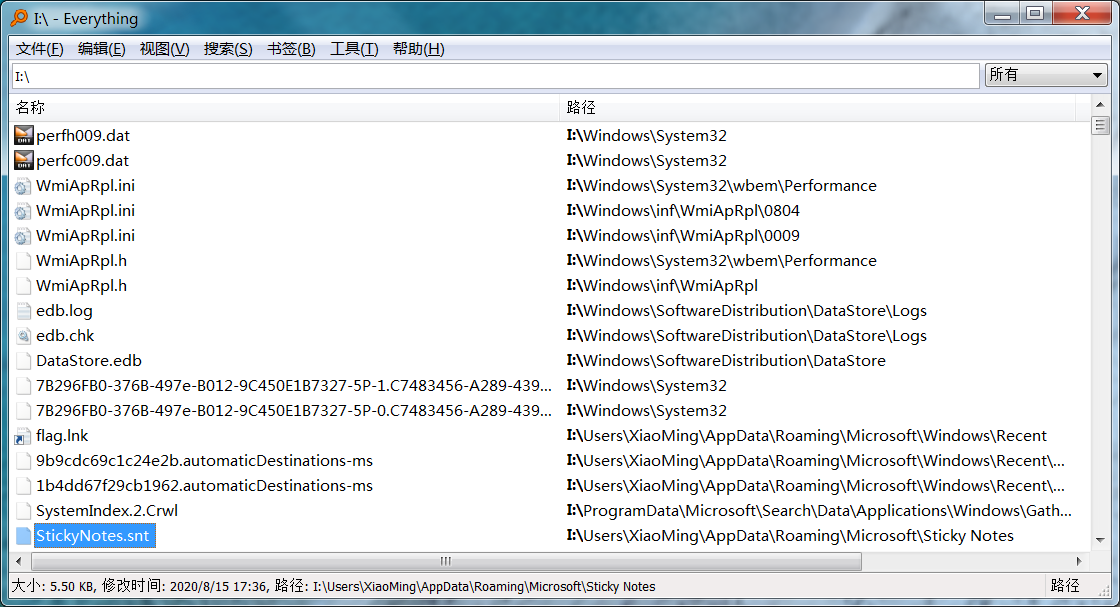 I:\ - Everything
文件(F) 编辑(E) 视图(V) 搜索(S) 书签(B) 工具(T) 帮助(H)
I:\ 所有
名称 路径
perfh009.dat I:\Windows\System32
perfc009.dat I:\Windows\System32
WmiApRpl.ini I:\Windows\System32\wbem\Performance
WmiApRpl.ini I:\Windows\inf\WmiApRpl\0804
WmiApRpl.ini I:\Windows\inf\WmiApRpl\0009
WmiApRpl.h I:\Windows\System32\wbem\Performance
WmiApRpl.h I:\Windows\inf\WmiApRpl
edb.log I:\Windows\SoftwareDistribution\DataStore\Logs
edb.chk I:\Windows\SoftwareDistribution\DataStore\Logs
DataStore.edb I:\Windows\SoftwareDistribution\DataStore
7B296FB0-376B-497e-B012-9C450E1B7327-5P-1.C7483456-A289-439... I:\Windows\System32
7B296FB0-376B-497e-B012-9C450E1B7327-5P-0.C7483456-A289-439... I:\Windows\System32
flag.lnk I:\Users\XiaoMing\AppData\Roaming\Microsoft\Windows\Recent
9b9cdc69c1c24e2b.automaticDestinations-ms I:\Users\XiaoMing\AppData\Roaming\Microsoft\Windows\Recent\...
1b4dd67f29cb1962.automaticDestinations-ms I:\Users\XiaoMing\AppData\Roaming\Microsoft\Windows\Recent\...
SystemIndex.2.Crwl I:\ProgramData\Microsoft\Search\Data\Applications\Windows\Gath...
StickyNotes.snt I:\Users\XiaoMing\AppData\Roaming\Microsoft\Sticky Notes
大小: 5.50 KB, 修改时间: 2020/8/15 17:36, 路径: I:\Users\XiaoMing\AppData\Roaming\Microsoft\Sticky Notes 路径